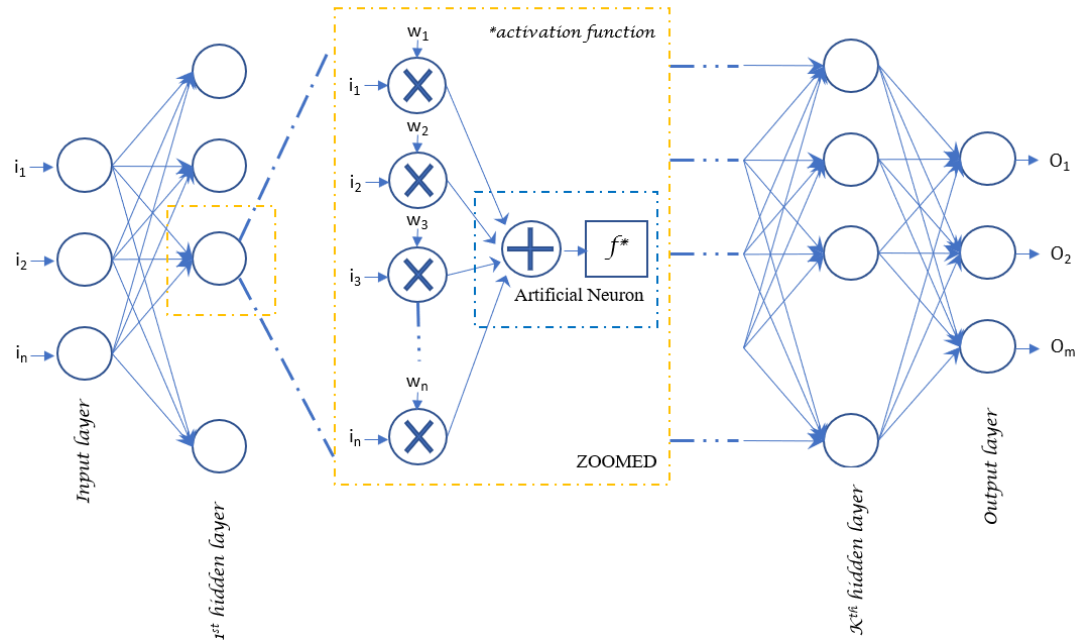 i1
i2
in
Input layer
1st hidden layer
*activation function
w1
i1
w2
i2
w3
i3
wn
in
f*
Artificial Neuron
ZOOMED
Kth hidden layer
O1
O2
Om
Output layer